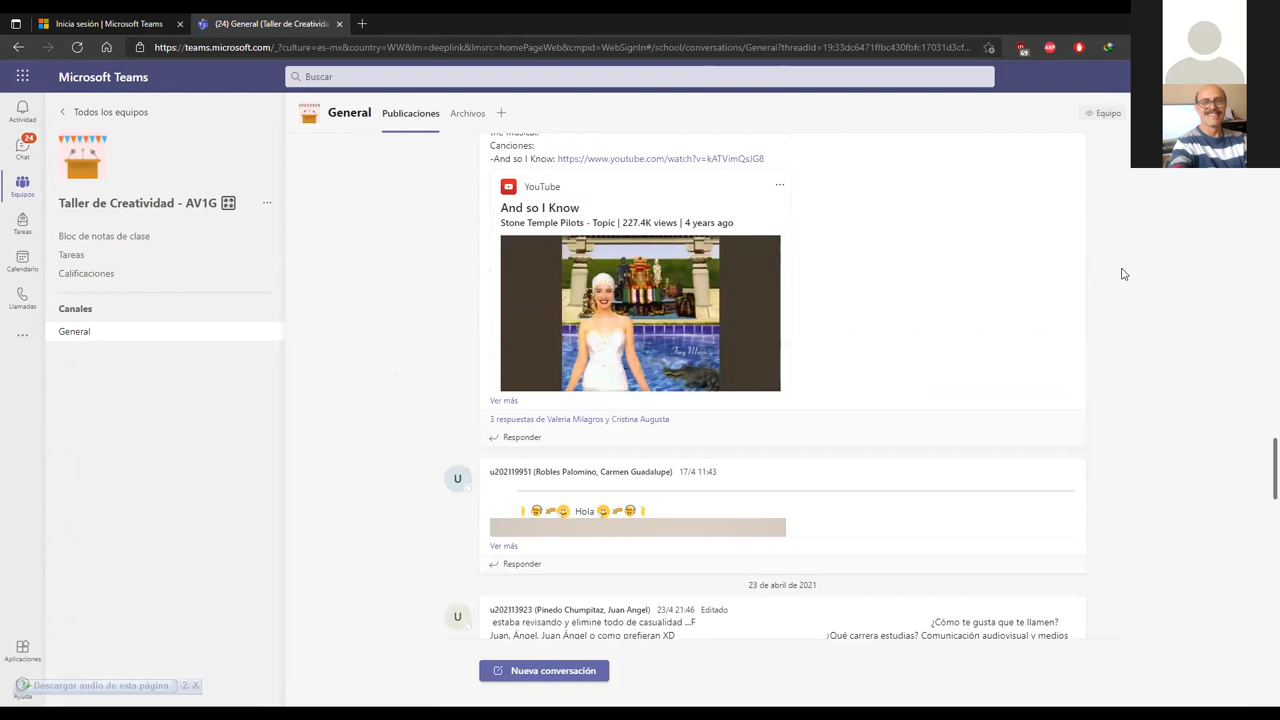 Inicia sesión | Microsoft Teams
(24) General (Taller de Creativida
https://teams.microsoft.com/_?culture=es-mx&country=WW&lm=deeplink&lmsrc=homePageWeb&cmpid=WebSignIn#/school/conversations/General?threadId=19:33dc6471ffbc430fbfc17031d3cf...
69
ABP
Microsoft Teams
Buscar
Actividad
24
Chat
Equipos
Tareas
Calendario
Llamadas
Aplicaciones
Ayuda
Todos los equipos
Taller de Creatividad - AV1G
Bloc de notas de clase
Tareas
Calificaciones
Canales
General
General
Publicaciones
Archivos
Equipo
the musical.
Canciones:
-And so I Know: https://www.youtube.com/watch?v=kATVimQsJG8
YouTube
And so I Know
Stone Temple Pilots - Topic | 227.4K views | 4 years ago
Tiny Music
Ver más
3 respuestas de Valeria Milagros y Cristina Augusta
Responder
U
u202119951 (Robles Palomino, Carmen Guadalupe) 17/4 11:43
Hola
Ver más
Responder
23 de abril de 2021
U
u202113923 (Pinedo Chumpitaz, Juan Angel) 23/4 21:46 Editado
estaba revisando y elimine todo de casualidad ...F ¿Cómo te gusta que te llamen?
Juan, Ángel, Juan Ángel o como prefieran XD ¿Qué carrera estudias? Comunicación audiovisual y medios
Nueva conversación
Descargar audio de esta página
? X